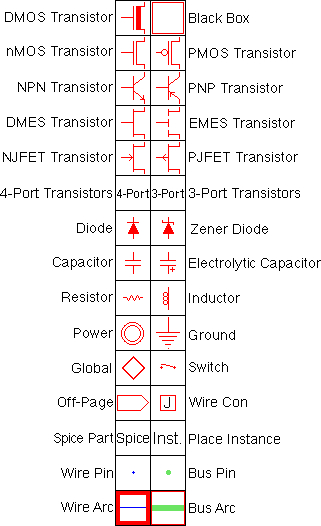 DMOS Transistor Black Box
nMOS Transistor PMOS Transistor
NPN Transistor PNP Transistor
DMES Transistor EMES Transistor
NJFET Transistor PJFET Transistor
4-Port Transistors 4-Port 3-Port 3-Port Transistors
Diode Zener Diode
Capacitor Electrolytic Capacitor
Resistor Inductor
Power Ground
Global Switch
Off-Page J Wire Con
Spice Part Spice Inst. Place Instance
Wire Pin Bus Pin
Wire Arc Bus Arc